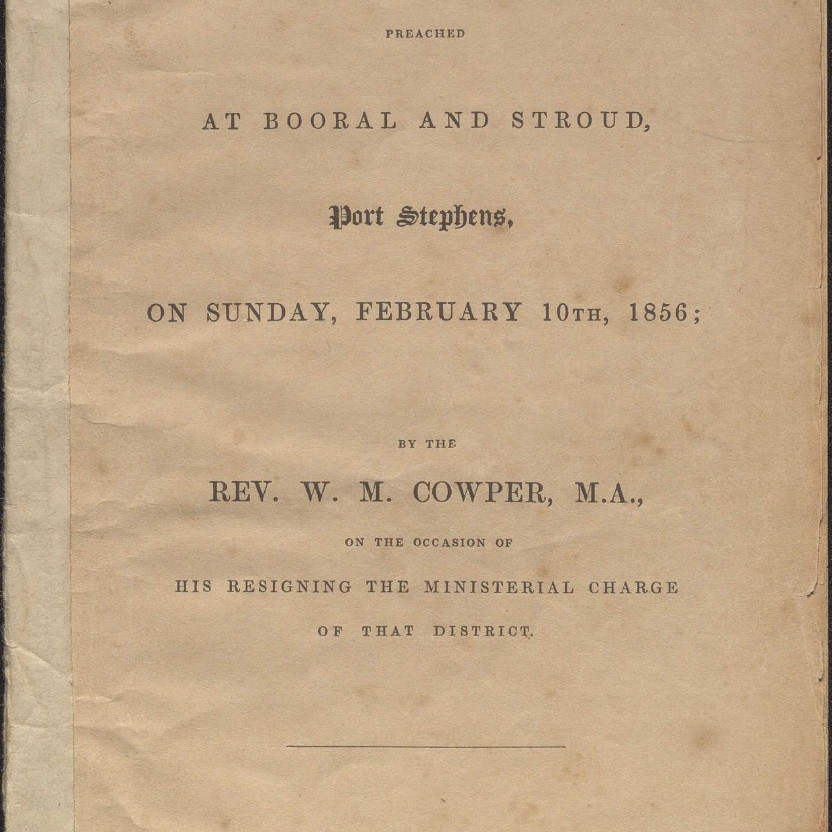 PREACHED
AT BOORAL AND STROUD,
Port Stephens,
ON SUNDAY, FEBRUARY 10TH, 1856;
BY THE
REV. W. M. COWPER, M.A.,
ON THE OCCASION OF
HIS RESIGNING THE MINISTERIAL CHARGE
OF THAT DISTRICT.